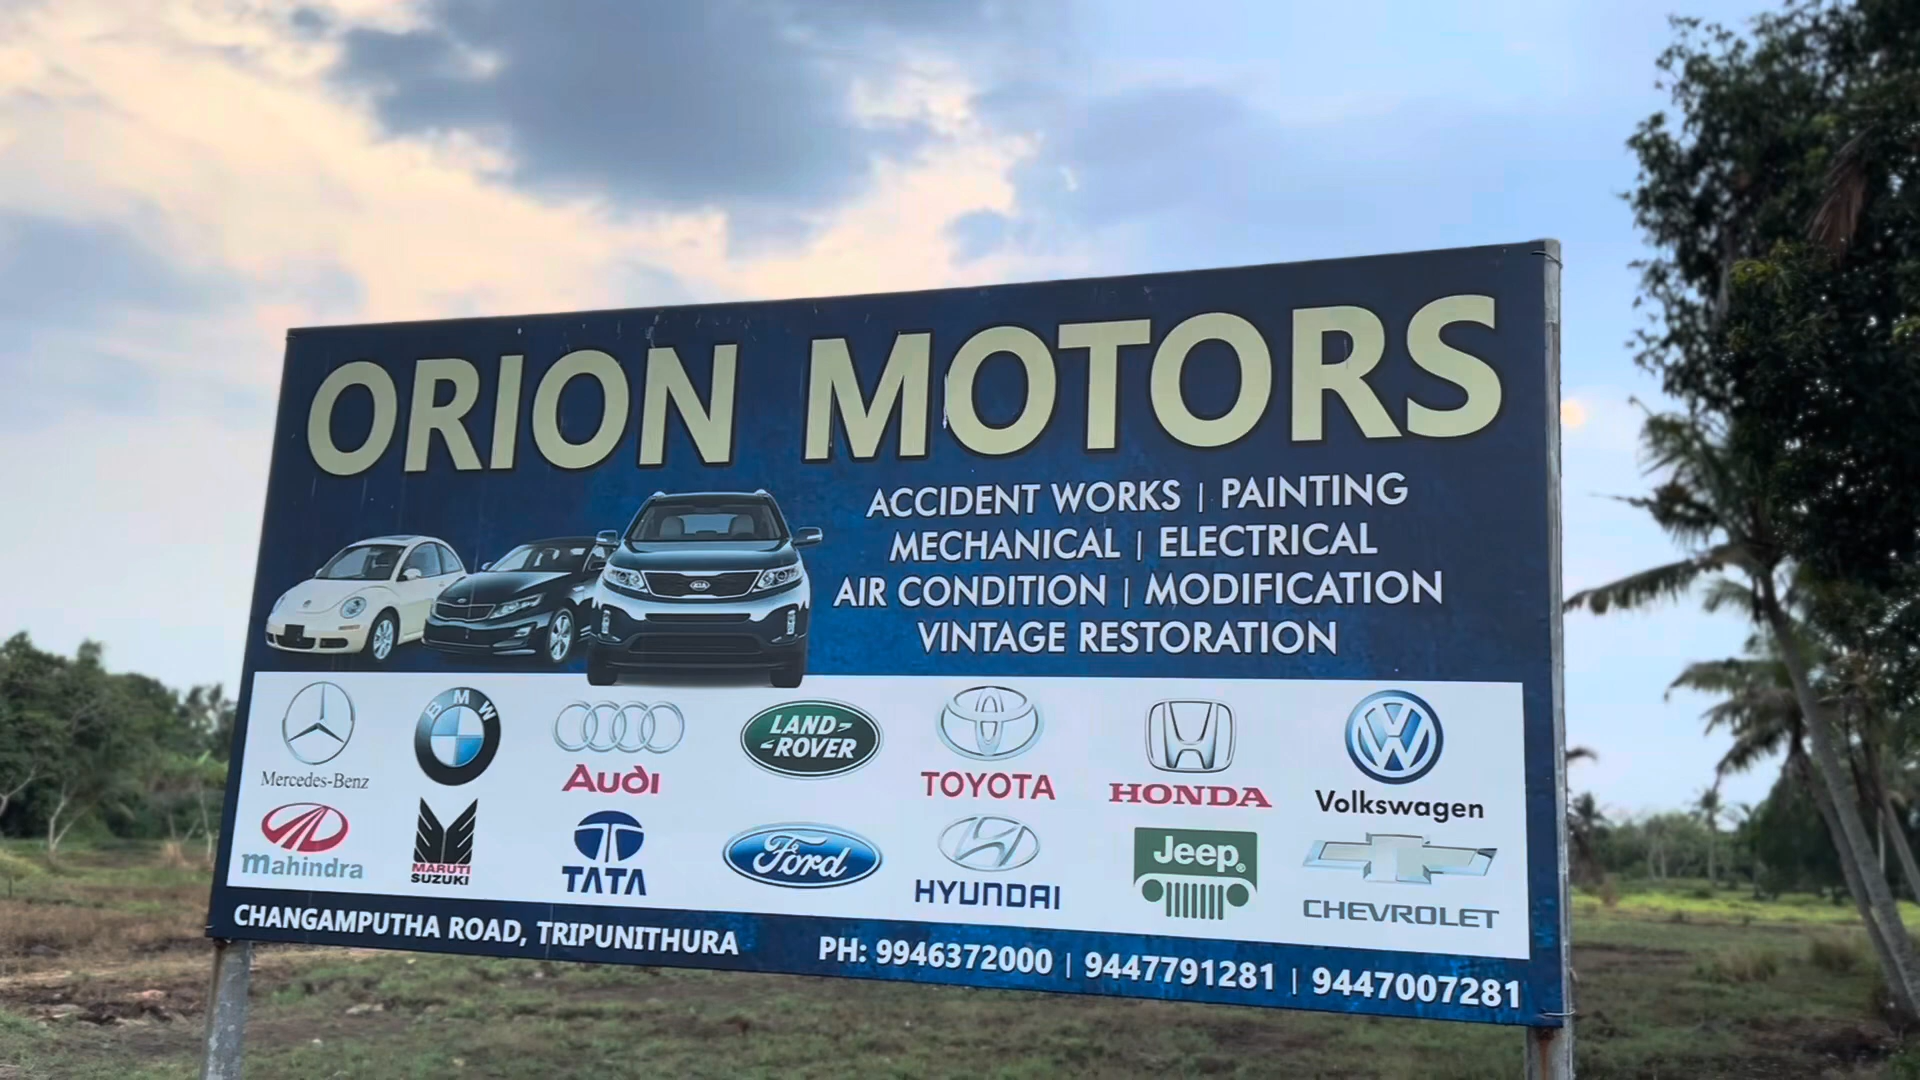 ORION MOTORS
ACCIDENT WORKS | PAINTING
MECHANICAL | ELECTRICAL
AIR CONDITION | MODIFICATION
VINTAGE RESTORATION
KIA
Mercedes-Benz
BMW
Audi
LAND-
-ROVER
TOYOTA
HONDA
Volkswagen
mahindra
MARUTI
SUZUKI
TATA
Ford
HYUNDAI
Jeep®
CHEVROLET
CHANGAMPUTHA ROAD, TRIPUNITHURA
PH: 9946372000 | 9447791281 | 9447007281